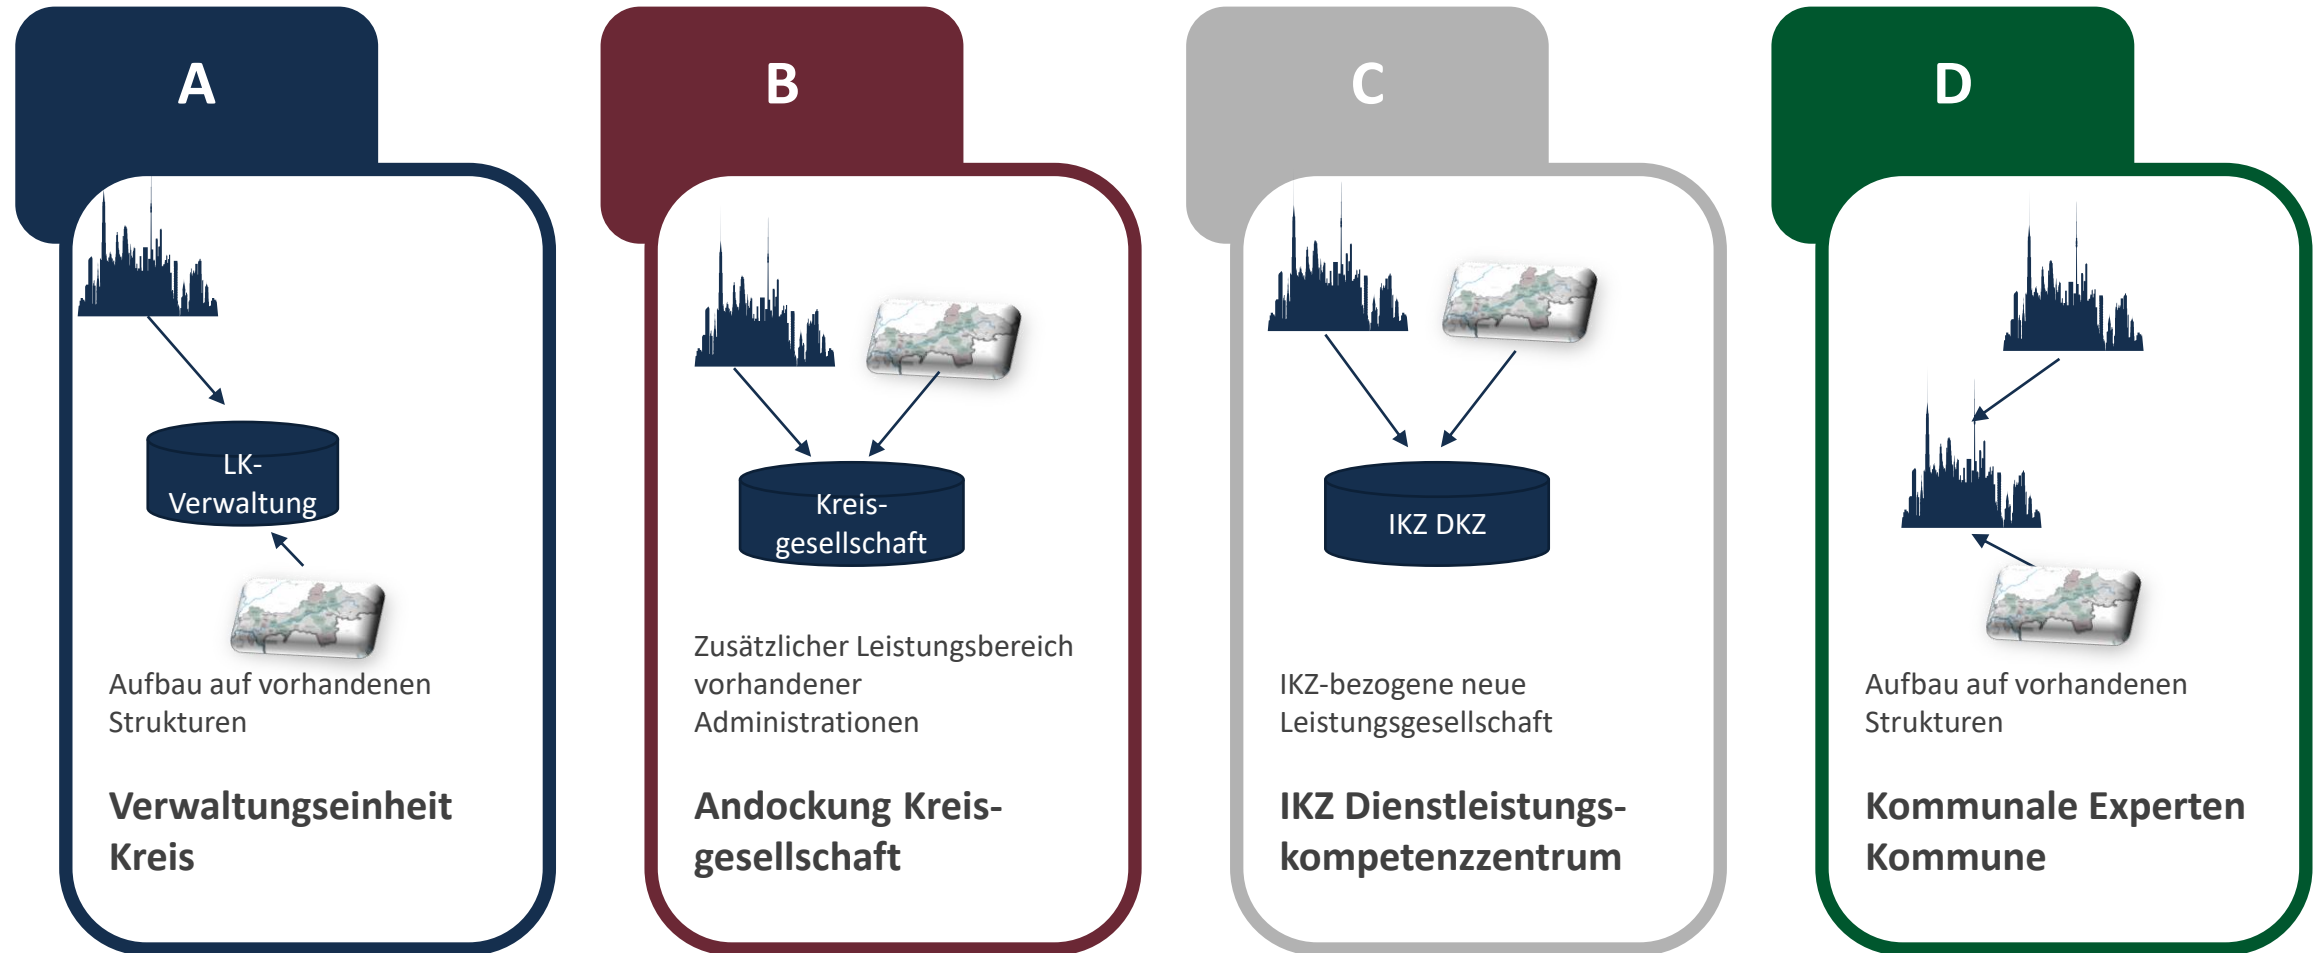 A
LK-
Verwaltung
Aufbau auf vorhandenen
Strukturen
Verwaltungseinheit
Kreis
B
Kreis-
gesellschaft
Zusätzlicher Leistungsbereich
vorhandener
Administrationen
Andockung Kreis-
gesellschaft
C
IKZ DKZ
IKZ-bezogene neue
Leistungsgesellschaft
IKZ Dienstleistungs-
kompetenzzentrum
D
Aufbau auf vorhandenen
Strukturen
Kommunale Experten
Kommune